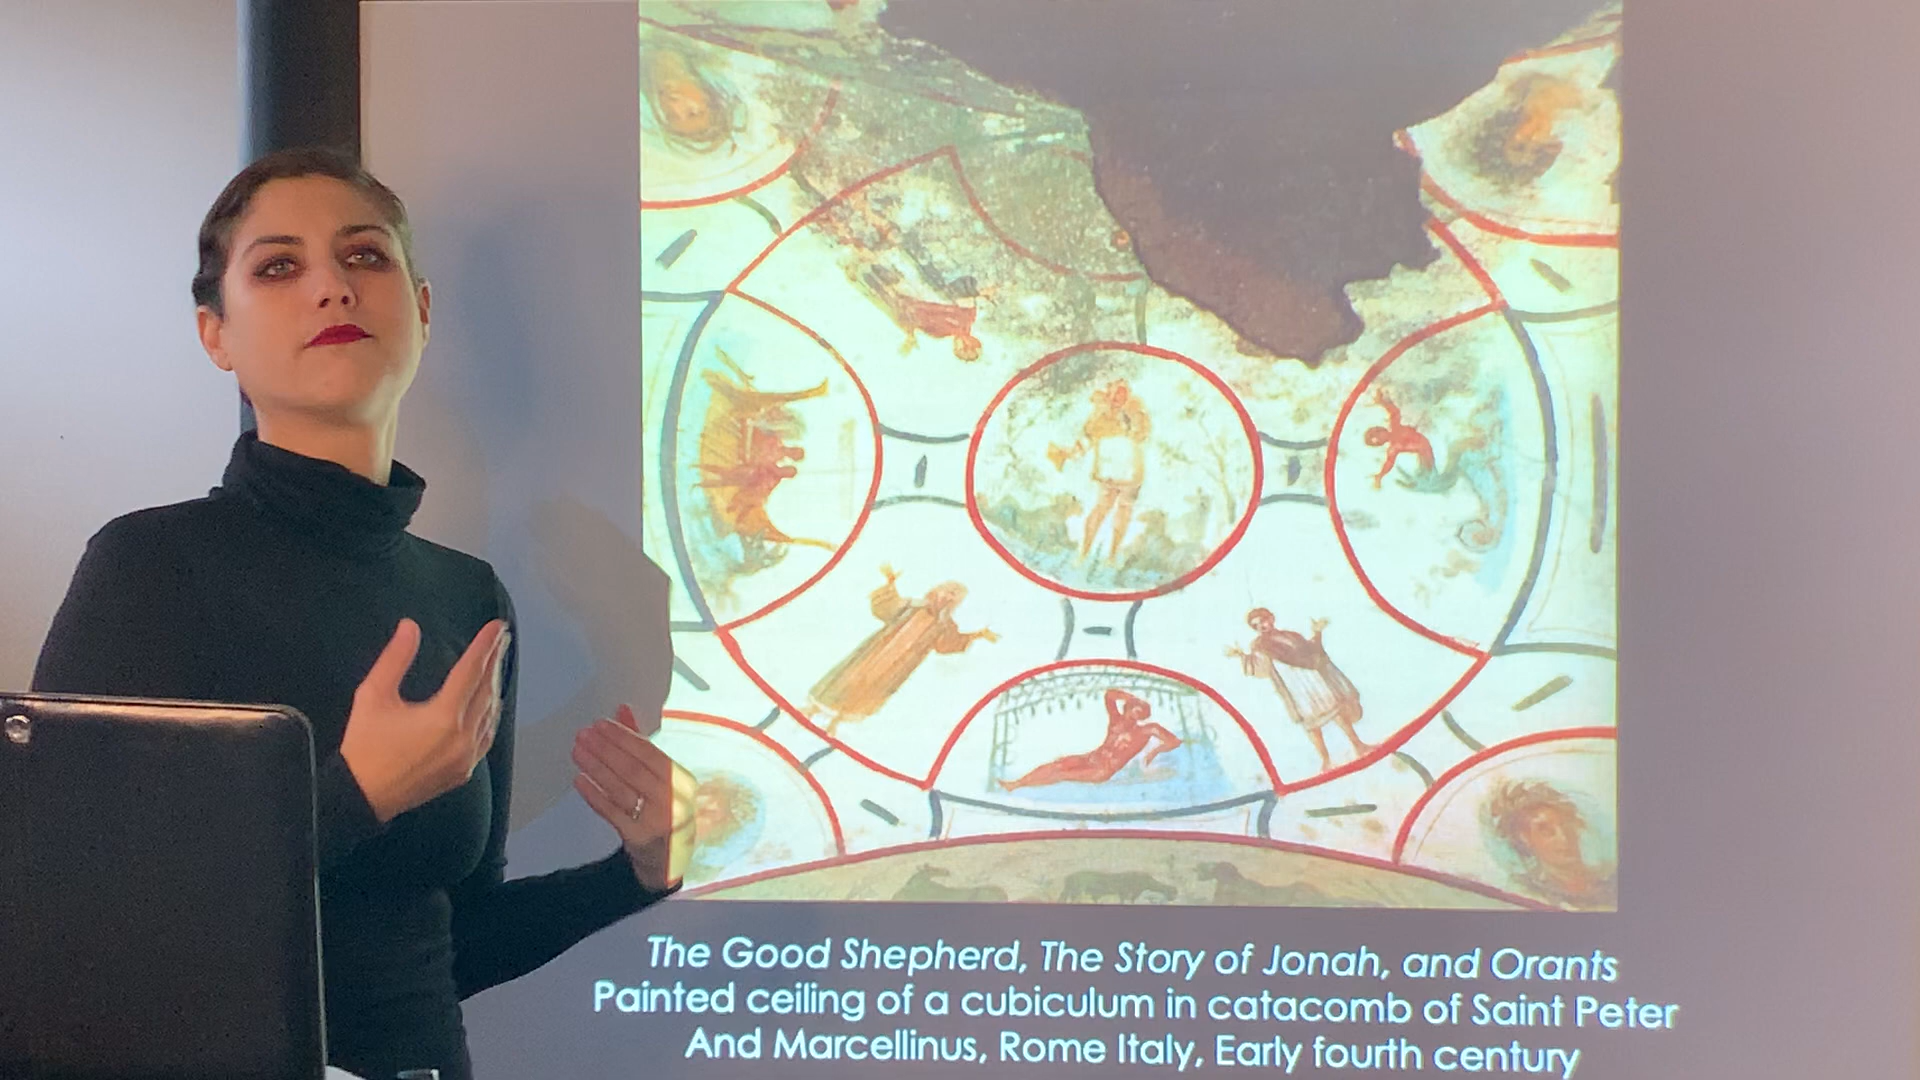 The Good Shepherd, The Story of Jonah, and Orants
Painted ceiling of a cubiculum in catacomb of Saint Peter
And Marcellinus, Rome Italy, Early fourth century